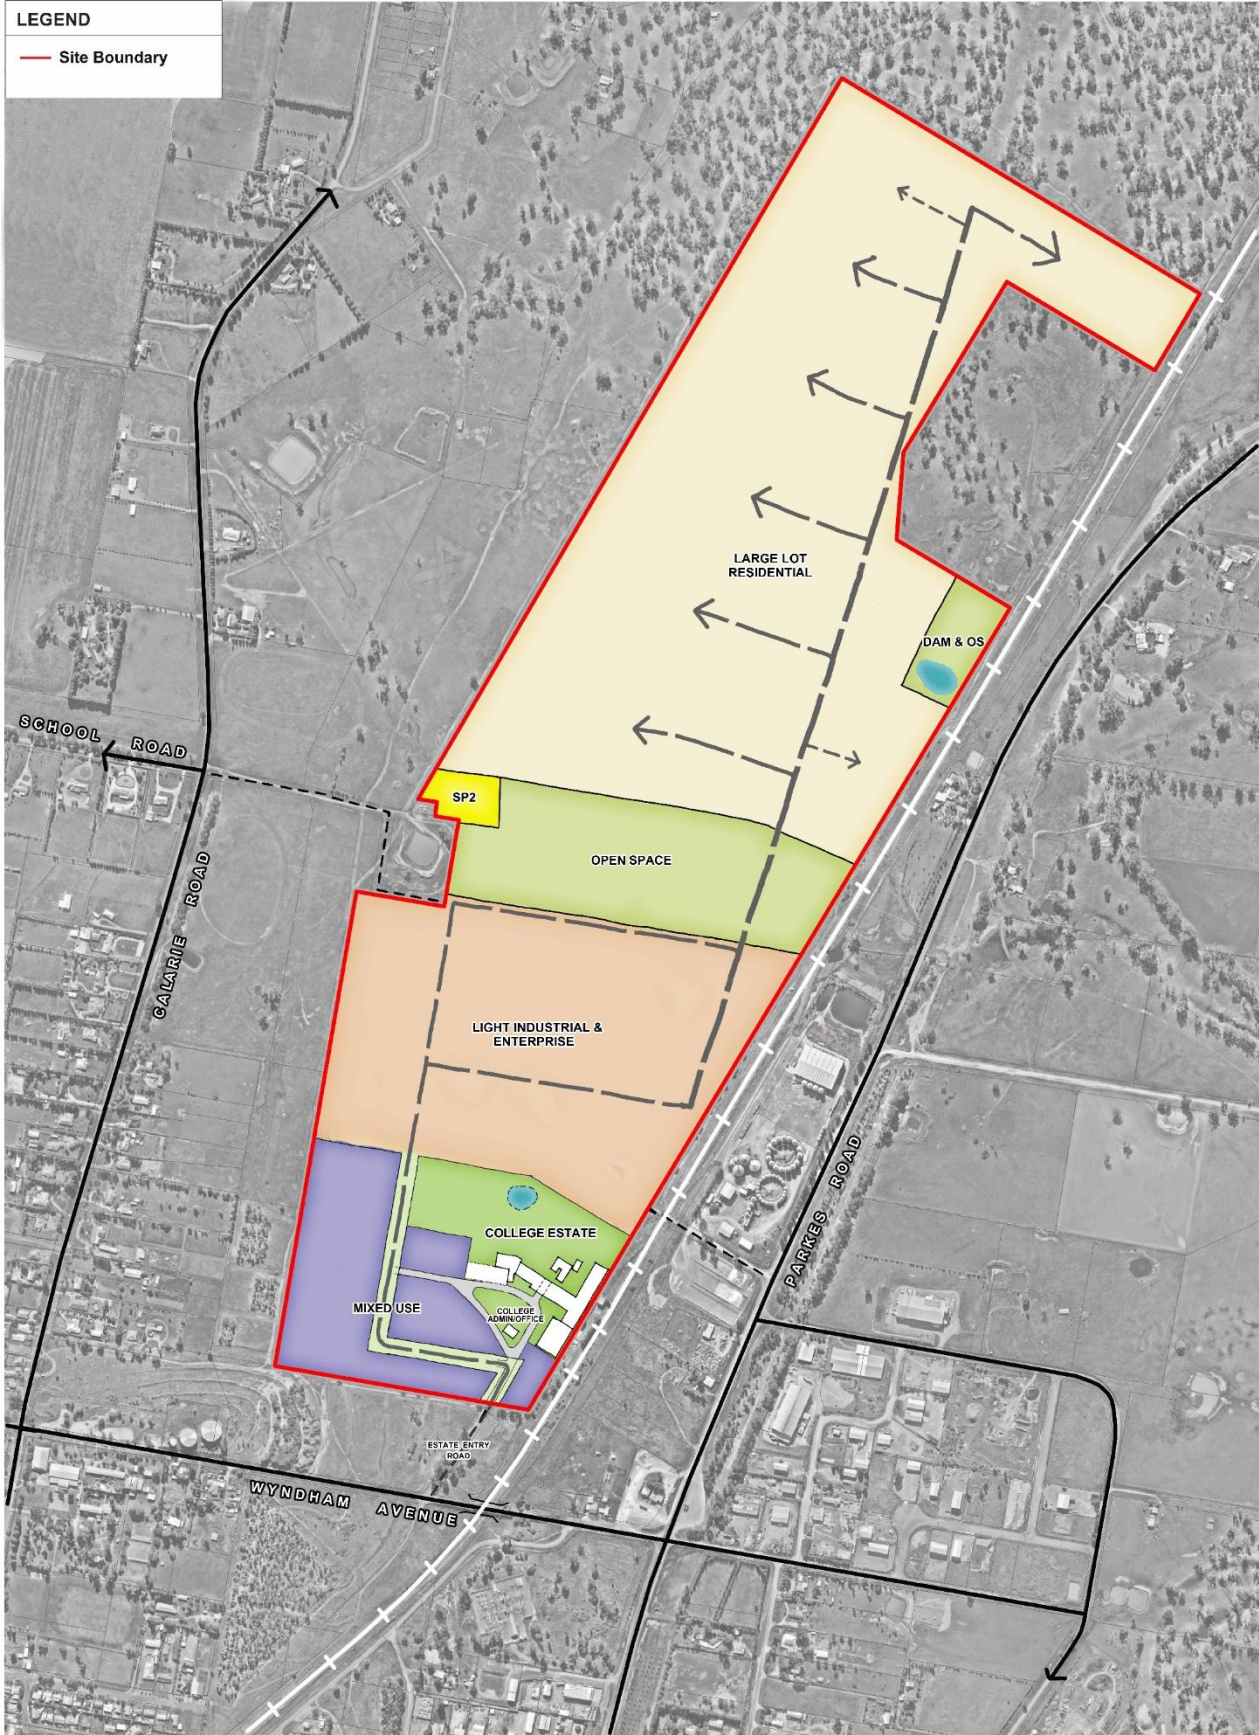 LEGEND
Site Boundary
LARGE LOT
RESIDENTIAL
DAM & OS
SCHOOL ROAD
SP2
OPEN SPACE
CALARIE ROAD
LIGHT INDUSTRIAL &
ENTERPRISE
PARKES ROAD
COLLEGE ESTATE
MIXED USE
COLLEGE
ADMIN/OFFICE
ESTATE ENTRY
ROAD
WYNDHAM AVENUE